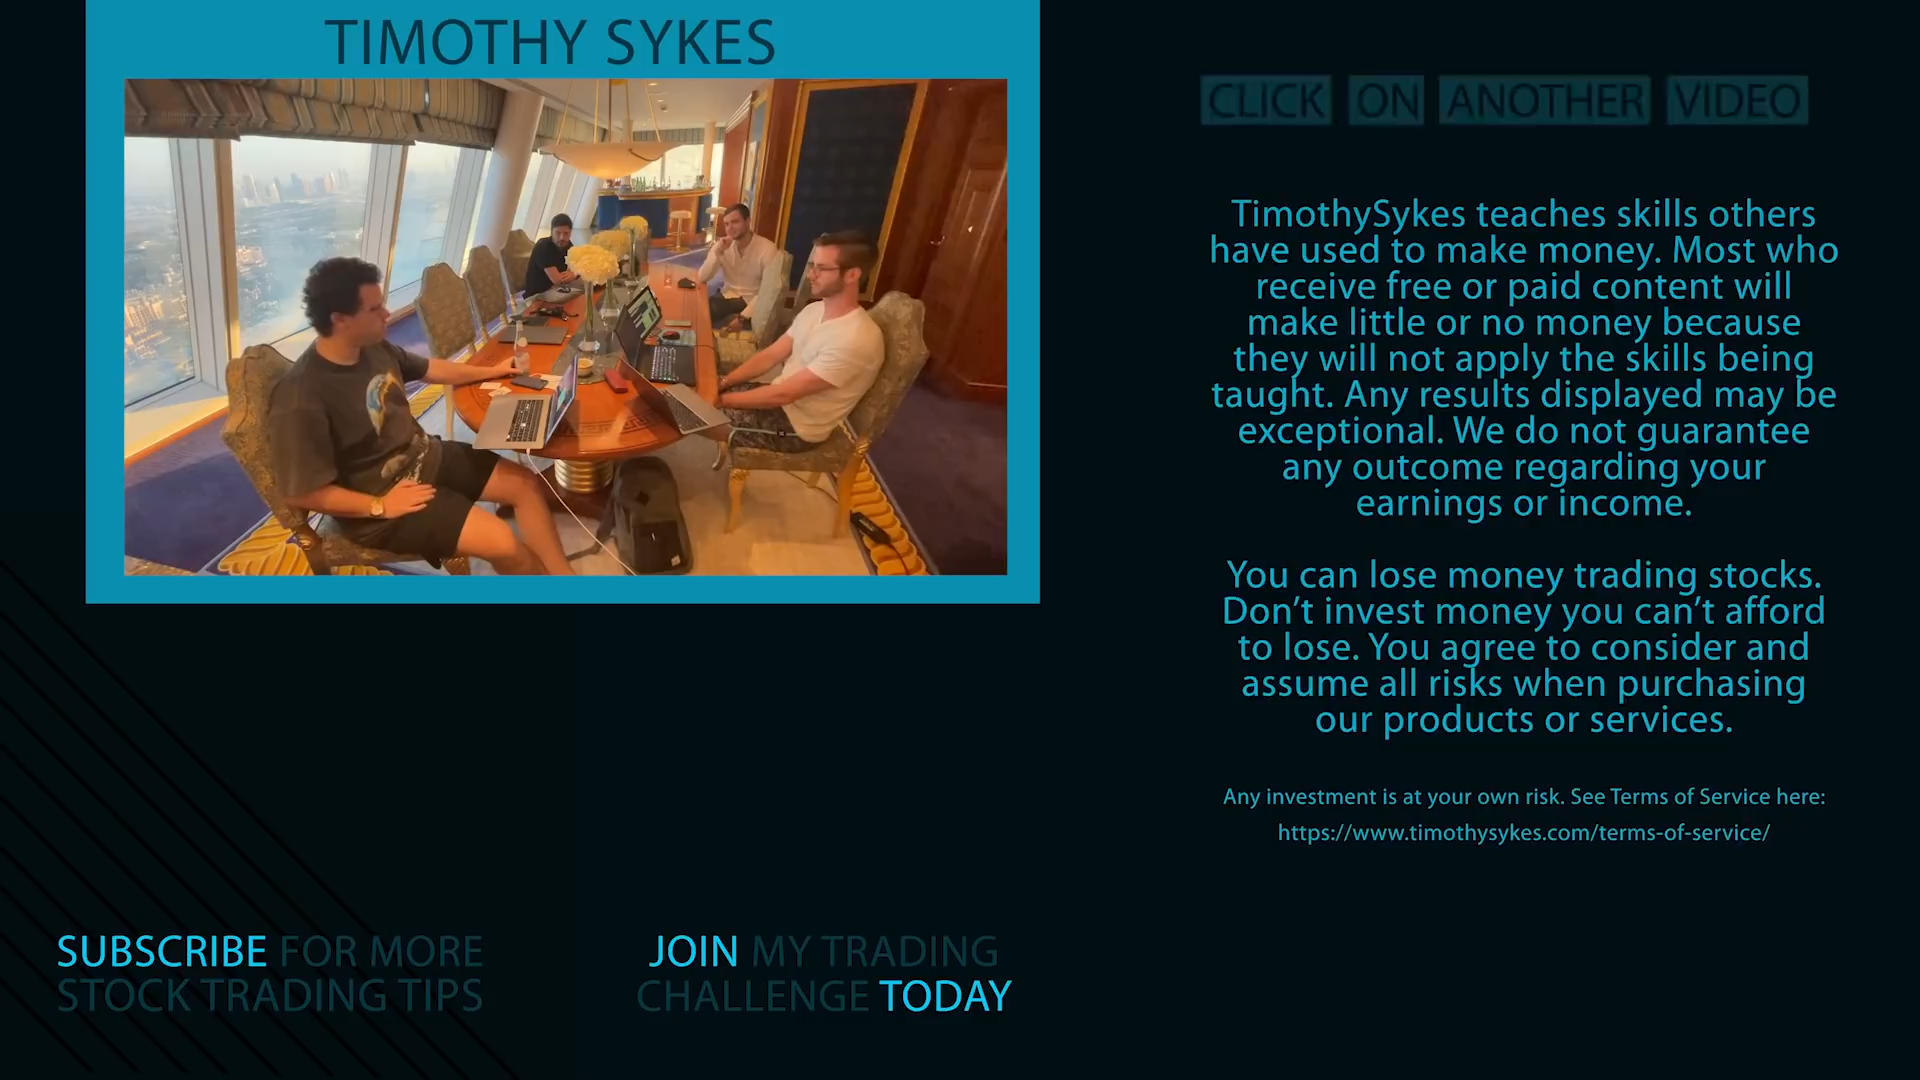 TIMOTHY SYKES
CLICK ON ANOTHER VIDEO
TimothySykes teaches skills others
have used to make money. Most who
receive free or paid content will
make little or no money because
they will not apply the skills being
taught. Any results displayed may be
exceptional. We do not guarantee
any outcome regarding your
earnings or income.
You can lose money trading stocks.
Don’t invest money you can’t afford
to lose. You agree to consider and
assume all risks when purchasing
our products or services.
Any investment is at your own risk. See Terms of Service here:
https://www.timothysykes.com/terms-of-service/
SUBSCRIBE FOR MORE
STOCK TRADING TIPS
JOIN MY TRADING
CHALLENGE TODAY